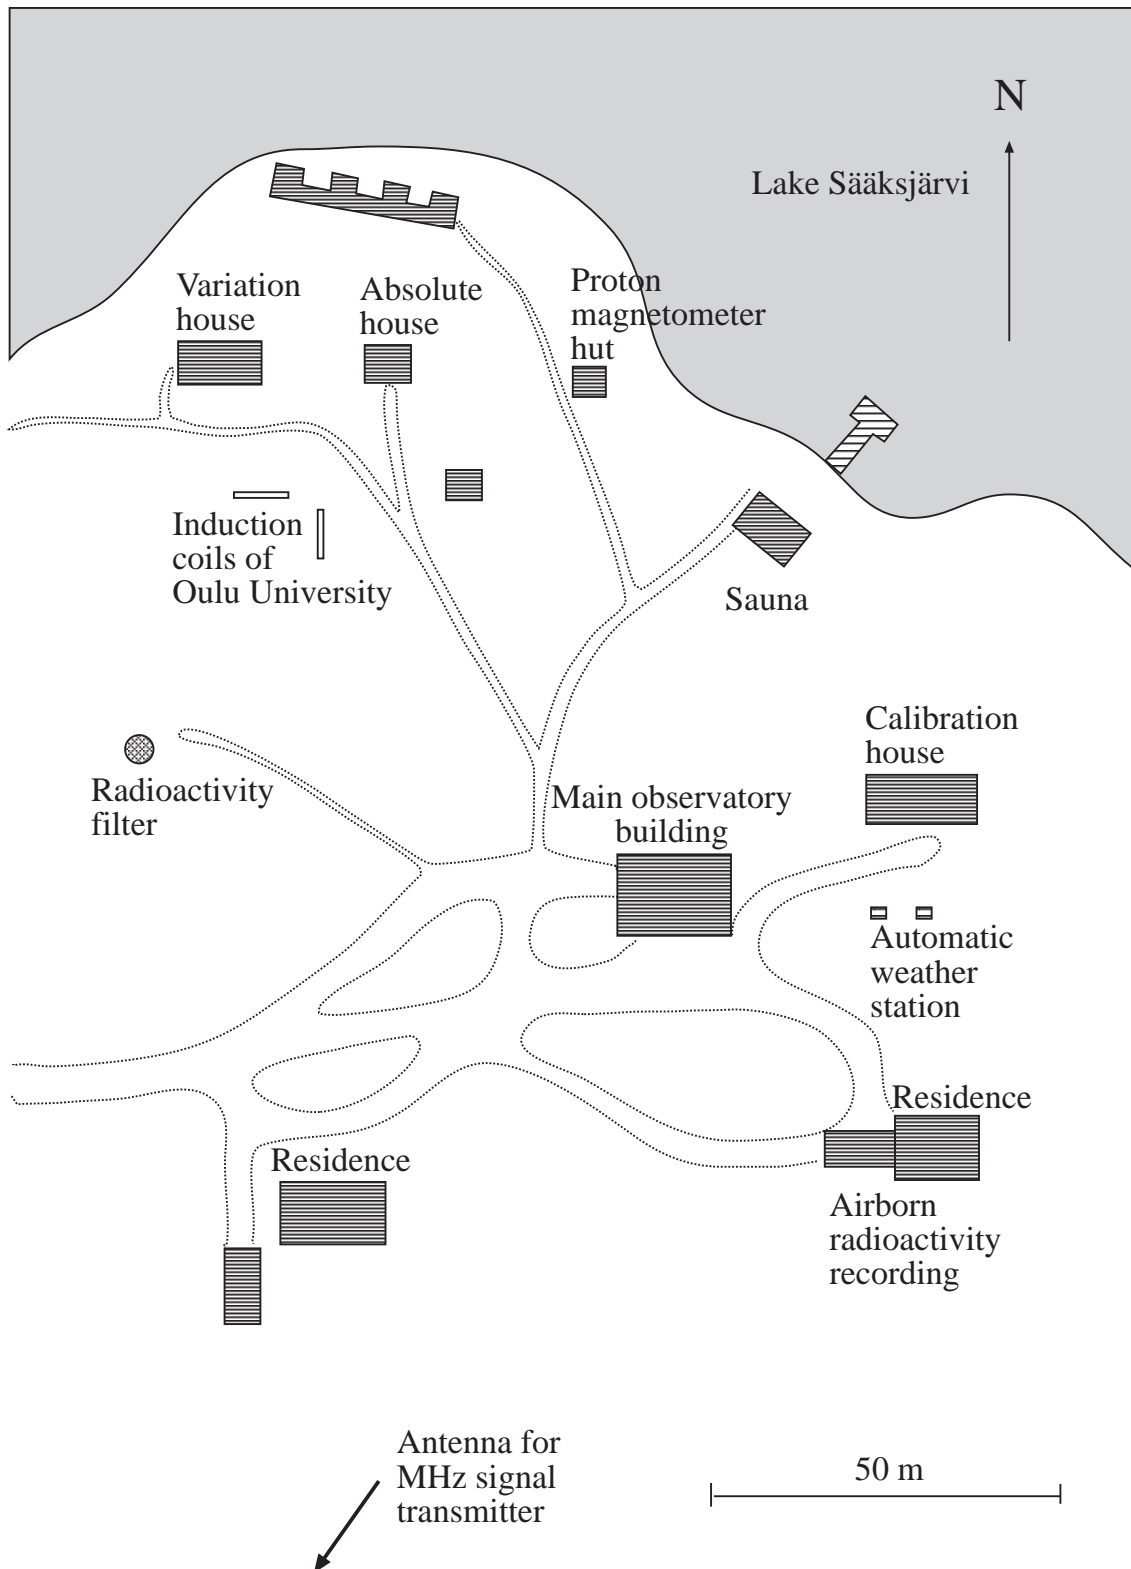 N
Lake Sääksjärvi
Variation
house
Absolute
house
Proton
magnetometer
hut
Induction
coils of
Oulu University
Sauna
Calibration
house
Radioactivity
filter
Main observatory
building
Automatic
weather
station
Residence
Residence
Airborn
radioactivity
recording
Antenna for
MHz signal
transmitter
50 m